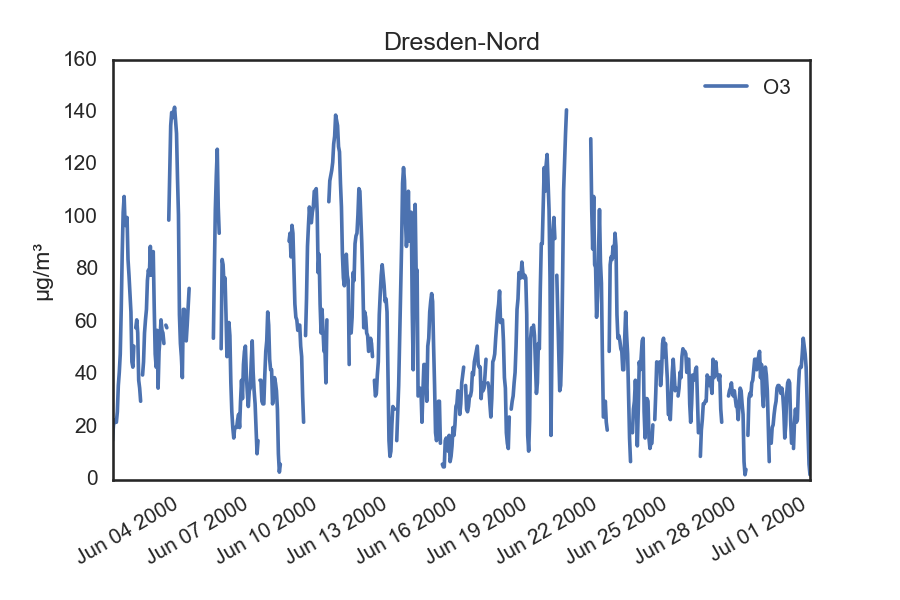 Dresden-Nord
O3
µg/m³
160
140
120
100
80
60
40
20
0
Jun 04 2000
Jun 07 2000
Jun 10 2000
Jun 13 2000
Jun 16 2000
Jun 19 2000
Jun 22 2000
Jun 25 2000
Jun 28 2000
Jul 01 2000